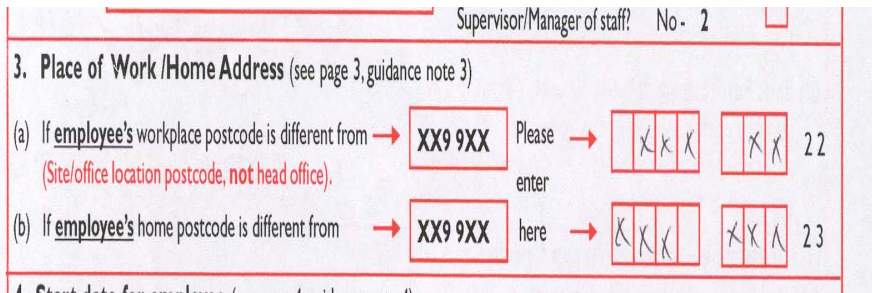 Supervisor/Manager of staff? No - 2
3. Place of Work /Home Address (see page 3, guidance note 3)
(a) If employee's workplace postcode is different from → XX9 9XX Please → X X X X X 22
(Site/office location postcode, not head office). enter
(b) If employee's home postcode is different from → XX9 9XX here → X X X X X 23